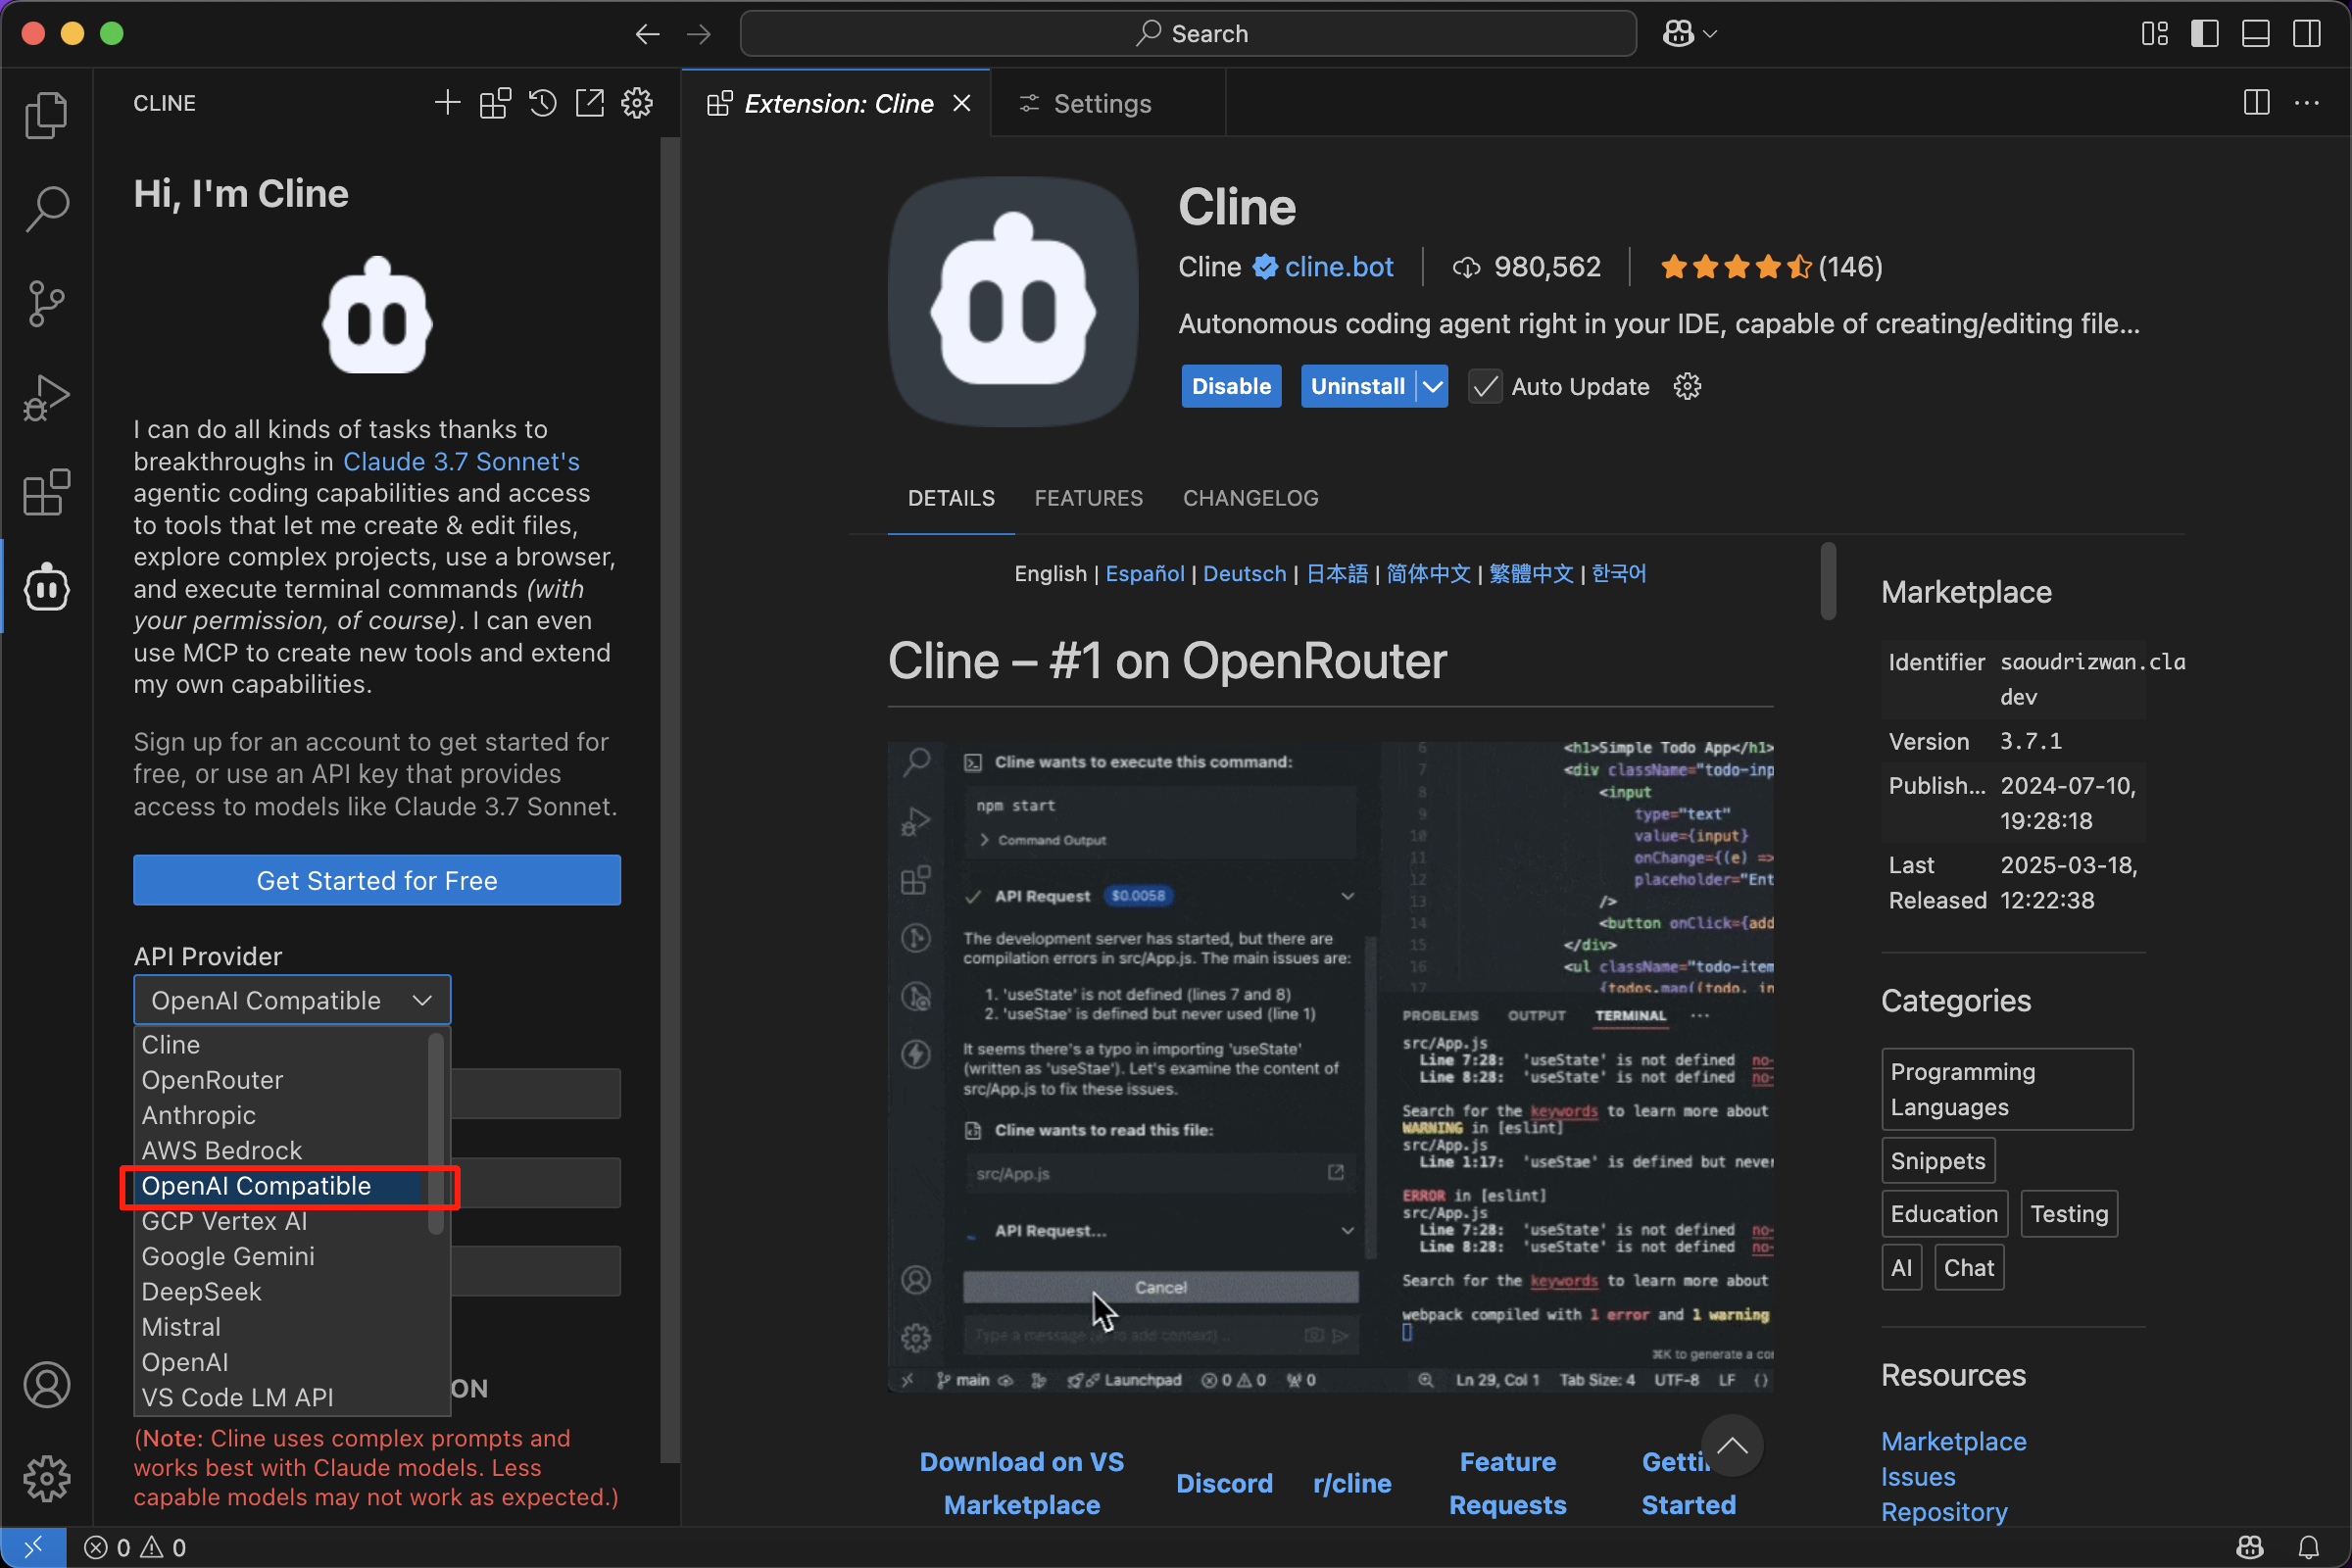 Search
CLINE
Extension: Cline
Settings
Hi, I'm Cline
I can do all kinds of tasks thanks to
breakthroughs in Claude 3.7 Sonnet's
agentic coding capabilities and access
to tools that let me create & edit files,
explore complex projects, use a browser,
and execute terminal commands (with
your permission, of course). I can even
use MCP to create new tools and extend
my own capabilities.
Sign up for an account to get started for
free, or use an API key that provides
access to models like Claude 3.7 Sonnet.
Get Started for Free
API Provider
OpenAI Compatible
Cline
OpenRouter
Anthropic
AWS Bedrock
OpenAI Compatible
GCP Vertex AI
Google Gemini
DeepSeek
Mistral
OpenAI
VS Code LM API
ON
(Note: Cline uses complex prompts and
works best with Claude models. Less
capable models may not work as expected.)
0 0
Cline
Cline cline.bot 980,562 (146)
Autonomous coding agent right in your IDE, capable of creating/editing file...
Disable Uninstall Auto Update
DETAILS FEATURES CHANGELOG
English | Español | Deutsch | 日本語 | 简体中文 | 繁體中文 | 한국어
Cline – #1 on OpenRouter
Cline wants to execute this command:
npm start
Command Output
API Request $0.0058
The development server has started, but there are
compilation errors in src/App.js. The main issues are:
1. 'useState' is not defined (lines 7 and 8)
2. 'useStae' is defined but never used (line 1)
It seems there's a typo in importing 'useState'
(written as 'useStae'). Let's examine the content of
src/App.js to fix these issues.
Cline wants to read this file:
src/App.js
API Request...
Cancel
6 <h1>Simple Todo App</h1>
7 <div className="todo-inp
8 <input
9 type="text"
10 value={input}
11 onChange={(e) =>
12 placeholder="Ent
13 />
14 <button onClick={add
15 </div>
16 <ul className="todo-item
17 {todos.map((todo, in
PROBLEMS OUTPUT TERMINAL ...
src/App.js
Line 7:28: 'useState' is not defined no-
Line 8:28: 'useState' is not defined no-
Search for the keywords to learn more about
WARNING in [eslint]
src/App.js
Line 1:17: 'useStae' is defined but never
ERROR in [eslint]
src/App.js
Line 7:28: 'useState' is not defined no-
Line 8:28: 'useState' is not defined no-
Search for the keywords to learn more about
webpack compiled with 1 error and 1 warning
⌘K to generate a co
main Launchpad 0 0 0 Ln 29, Col 1 Tab Size: 4 UTF-8 LF {}
Download on VS
Marketplace
Discord
r/cline
Feature
Requests
Getti
Started
Marketplace
Identifier saoudrizwan.cla
dev
Version 3.7.1
Publish... 2024-07-10,
19:28:18
Last 2025-03-18,
Released 12:22:38
Categories
Programming
Languages
Snippets
Education Testing
AI Chat
Resources
Marketplace
Issues
Repository